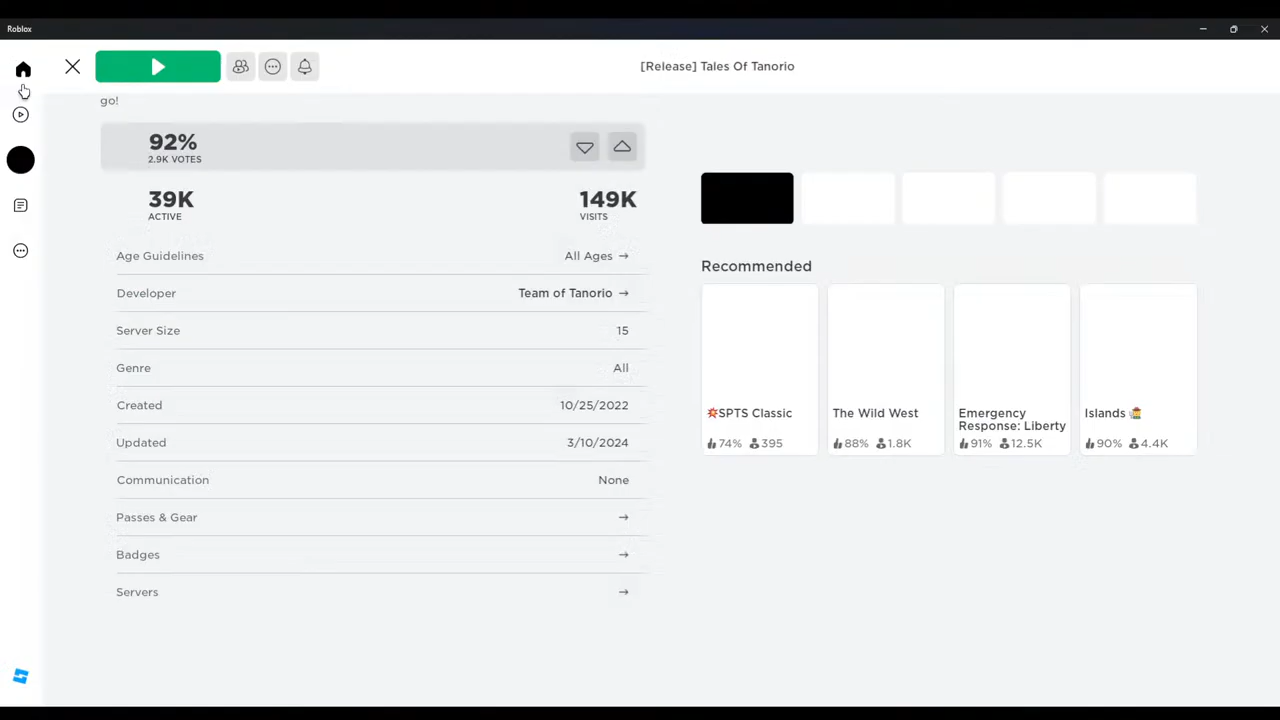 Roblox
[Release] Tales Of Tanorio
go!
92%
2.9K VOTES
39K
ACTIVE
149K
VISITS
Age Guidelines
All Ages →
Developer
Team of Tanorio →
Server Size
15
Genre
All
Created
10/25/2022
Updated
3/10/2024
Communication
None
Passes & Gear
→
Badges
→
Servers
→
Recommended
💥SPTS Classic
74% 395
The Wild West
88% 1.8K
Emergency
Response: Liberty
91% 12.5K
Islands
90% 4.4K